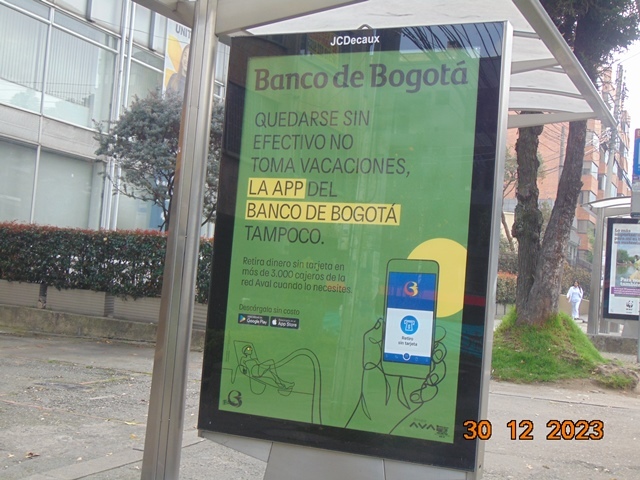 JCDecaux
Banco de Bogotá
QUEDARSE SIN
EFECTIVO NO
TOMA VACACIONES,
LA APP DEL
BANCO DE BOGOTÁ
TAMPOCO.
Retira dinero sin tarjeta en
más de 3,000 cajeros de la
red Aval cuando lo necesites.
Descárgala sin costo
Google Play App Store
Retiro
sin tarjeta
AVAL
30 12 2023